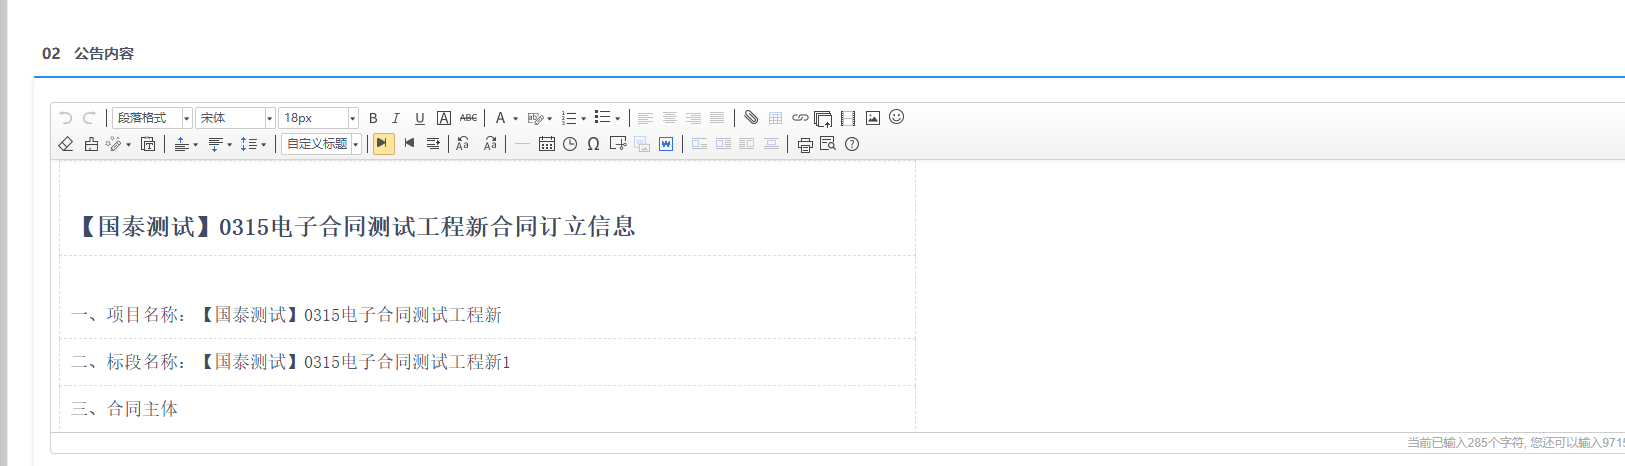 02 公告内容
段落格式 宋体 18px B I U A ABC A
自定义标题 Aa Aa Ω W
【国泰测试】0315电子合同测试工程新合同订立信息
一、项目名称：【国泰测试】0315电子合同测试工程新
二、标段名称：【国泰测试】0315电子合同测试工程新1
三、合同主体
当前已输入285个字符, 您还可以输入9715